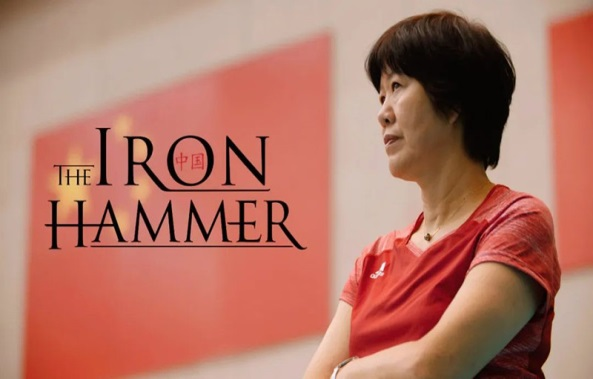 THE IRON
中国
HAMMER